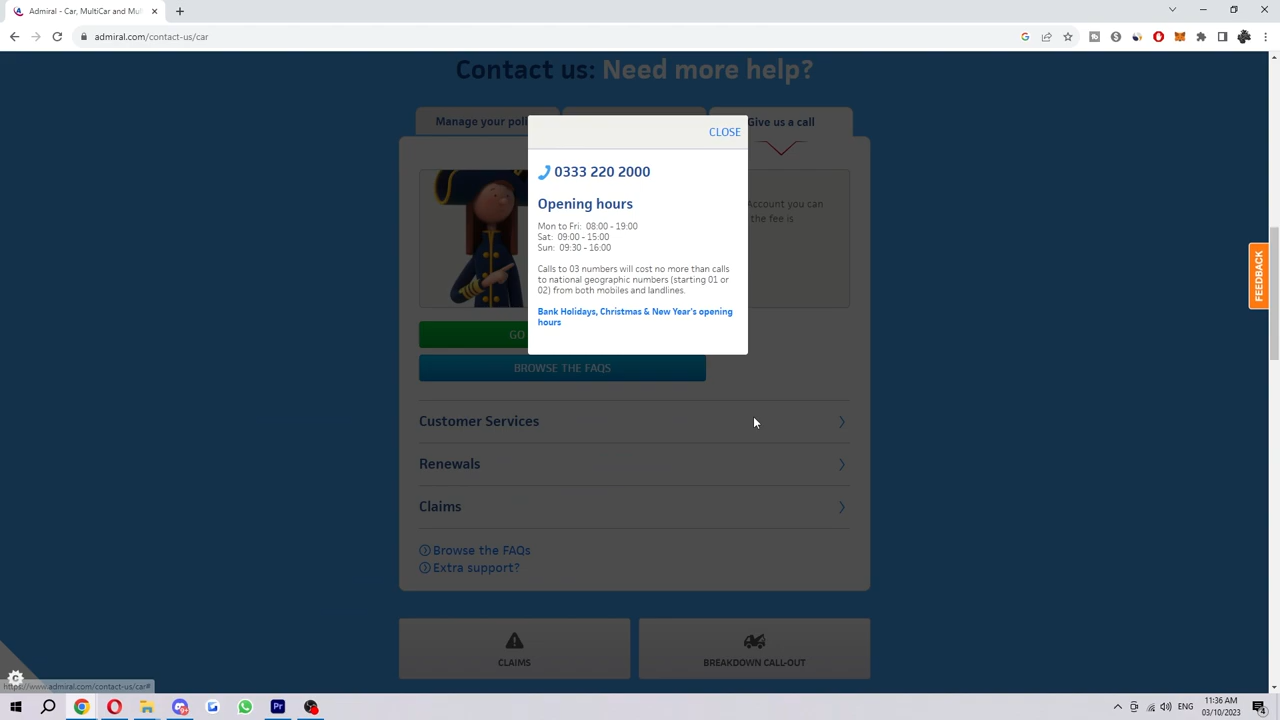 Admiral - Car, MultiCar and Mul
admiral.com/contact-us/car
Contact us: Need more help?
Manage your poli
Give us a call
CLOSE
0333 220 2000
Account you can
the fee is
Opening hours
Mon to Fri: 08:00 - 19:00
Sat: 09:00 - 15:00
Sun: 09:30 - 16:00
Calls to 03 numbers will cost no more than calls
to national geographic numbers (starting 01 or
02) from both mobiles and landlines.
Bank Holidays, Christmas & New Year's opening
hours
GO
BROWSE THE FAQS
FEEDBACK
Customer Services
Renewals
Claims
Browse the FAQs
Extra support?
CLAIMS
BREAKDOWN CALL-OUT
https://www.admiral.com/contact-us/car#
ENG
11:36 AM
03/10/2023
4